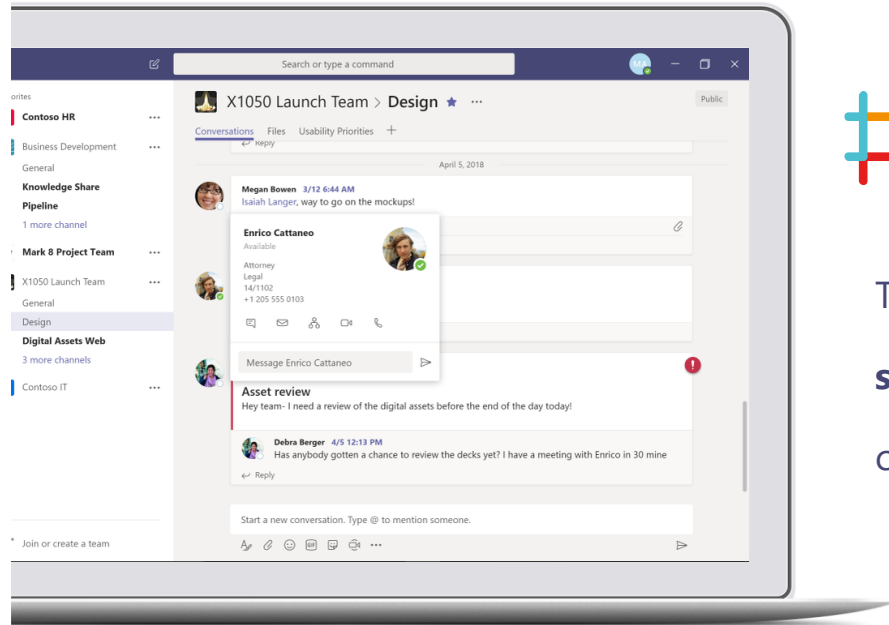 Search or type a command
MA
Contoso HR
Business Development
General
Knowledge Share
Pipeline
1 more channel
Mark 8 Project Team
X1050 Launch Team
General
Design
Digital Assets Web
3 more channels
Contoso IT
Join or create a team
X1050 Launch Team > Design
Public
Conversations Files Usability Priorities
Reply
April 5, 2018
Megan Bowen 3/12 6:44 AM
Isaiah Langer, way to go on the mockups!
Enrico Cattaneo
Available
Attorney
Legal
14/1102
+1 205 555 0103
Message Enrico Cattaneo
Asset review
Hey team- I need a review of the digital assets before the end of the day today!
Debra Berger 4/5 12:13 PM
Has anybody gotten a chance to review the decks yet? I have a meeting with Enrico in 30 mine
Reply
Start a new conversation. Type @ to mention someone.
GIF